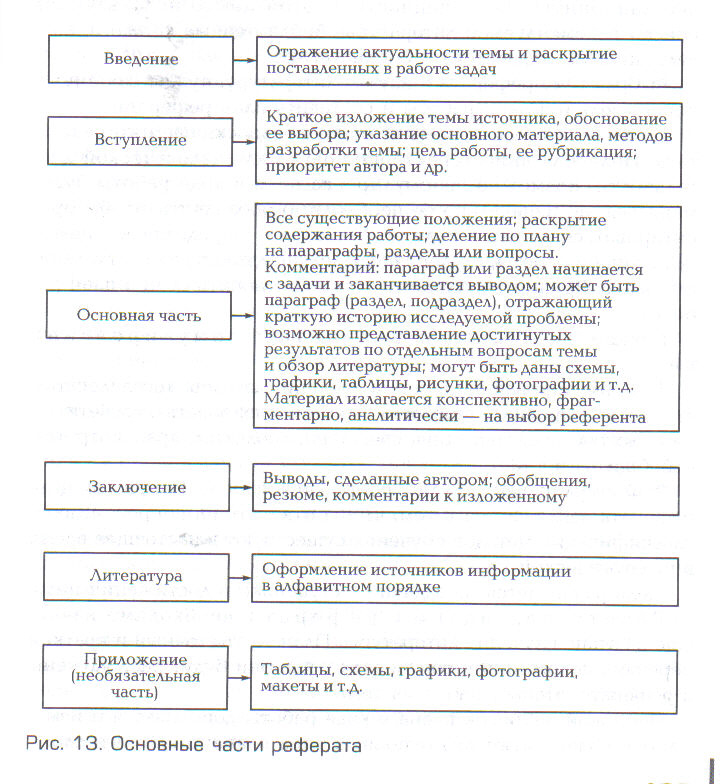 Введение
Отражение актуальности темы и раскрытие
поставленных в работе задач
Вступление
Краткое изложение темы источника, обоснование
ее выбора; указание основного материала, методов
разработки темы; цель работы, ее рубрикация;
приоритет автора и др.
Основная часть
Все существующие положения; раскрытие
содержания работы; деление по плану
на параграфы, разделы или вопросы.
Комментарий: параграф или раздел начинается
с задачи и заканчивается выводом; может быть
параграф (раздел, подраздел), отражающий
краткую историю исследуемой проблемы;
возможно представление достигнутых
результатов по отдельным вопросам темы
и обзор литературы; могут быть даны схемы,
графики, таблицы, рисунки, фотографии и т.д.
Материал излагается конспективно, фраг-
ментарно, аналитически — на выбор референта
Заключение
Выводы, сделанные автором; обобщения,
резюме, комментарии к изложенному
Литература
Оформление источников информации
в алфавитном порядке
Приложение
(необязательная
часть)
Таблицы, схемы, графики, фотографии,
макеты и т.д.
Рис. 13. Основные части реферата